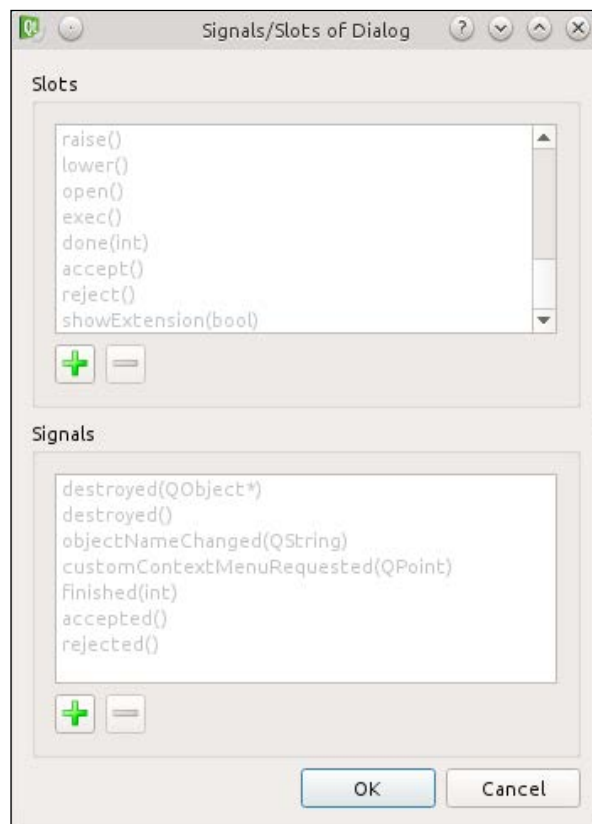 Signals/Slots of Dialog
Slots
raise()
lower()
open()
exec()
done(int)
accept()
reject()
showExtension(bool)
Signals
destroyed(QObject*)
destroyed()
objectNameChanged(QString)
customContextMenuRequested(QPoint)
finished(int)
accepted()
rejected()
OK
Cancel